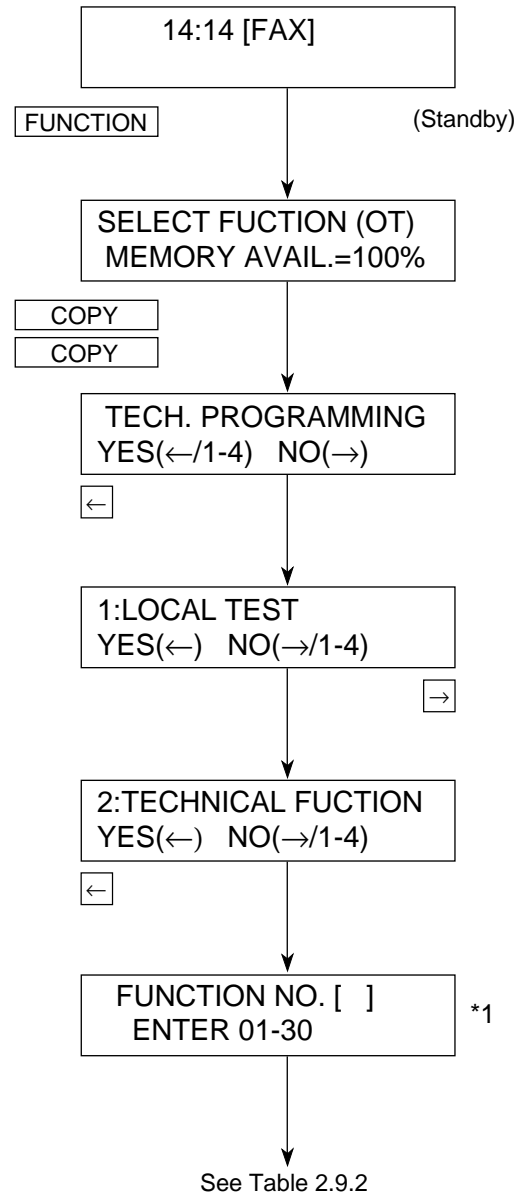 14:14 [FAX]
FUNCTION
(Standby)
SELECT FUCTION (OT)
MEMORY AVAIL.=100%
COPY
COPY
TECH. PROGRAMMING
YES(←/1-4) NO(→)
←
1:LOCAL TEST
YES(←) NO(→/1-4)
→
2:TECHNICAL FUCTION
YES(←) NO(→/1-4)
←
FUNCTION NO. [ ]
ENTER 01-30
*1
See Table 2.9.2